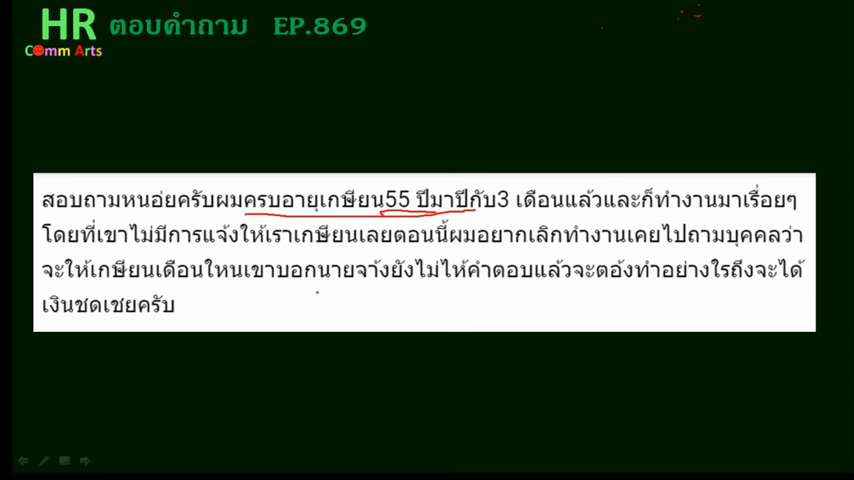 HR ตอบคำถาม EP.869
Comm Arts
สอบถามหนอ่ยครับผมครบอายุเกษียน55 ปีมาปีกับ3 เดือนแล้วและก็ทำงานมาเรื่อยๆ
โดยที่เขาไม่มีการแจ้งให้เราเกษียนเลยตอนนี้ผมอยากเลิกทำงานเคยไปถามบุคคลว่า
จะให้เกษียนเดือนใหนเขาบอกนายจา้งยังไม่ไห้คำตอบแล้วจะตอ้งทำอย่างใรถึงจะได้
เงินชดเชยครับ